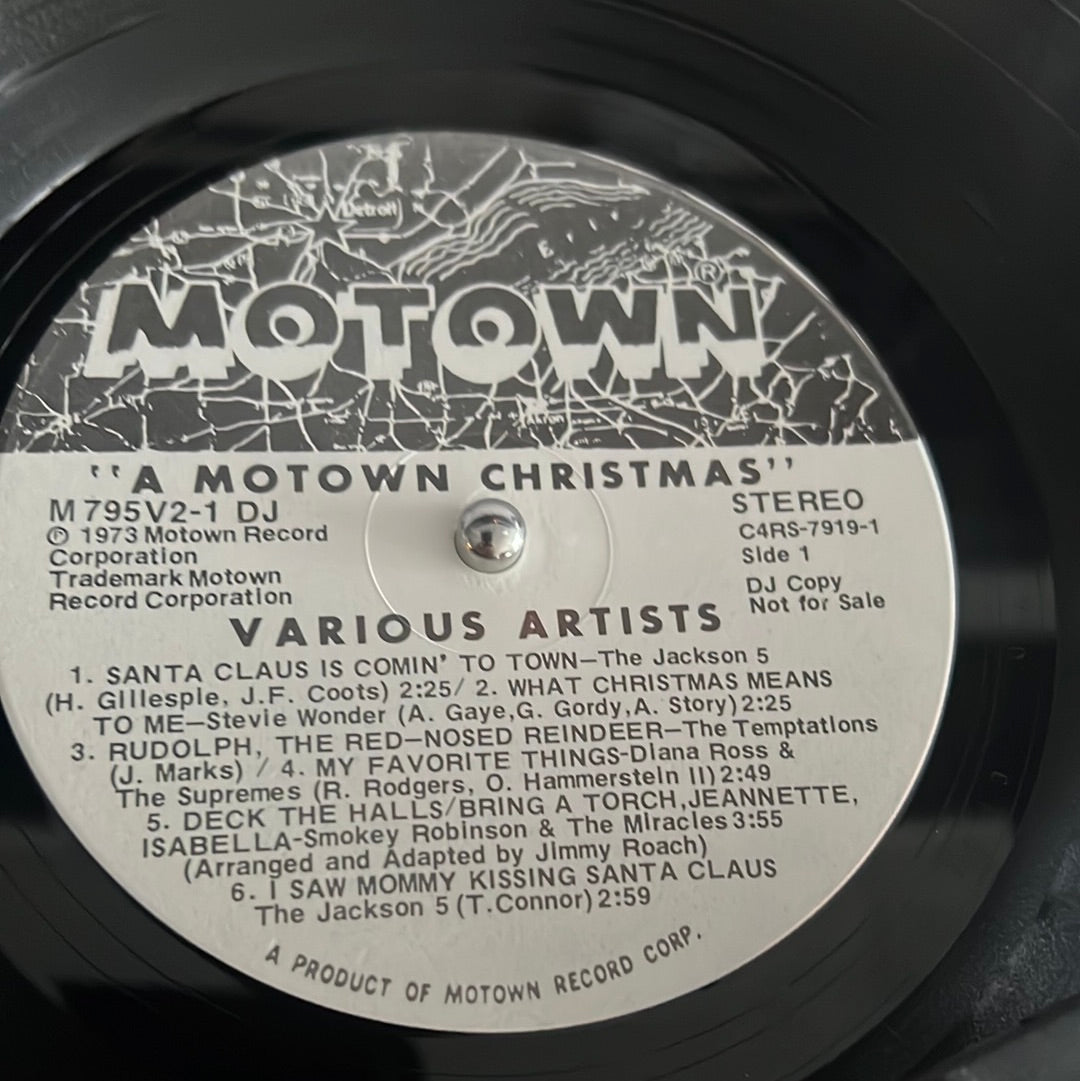 Detroit
E
®
MOTOWN
Akron
"A MOTOWN CHRISTMAS"
M 795V2-1 DJ
STEREO
℗ 1973 Motown Record
C4RS-7919-1
Corporation
Side 1
Trademark Motown
DJ Copy
Record Corporation
Not for Sale
VARIOUS ARTISTS
1. SANTA CLAUS IS COMIN' TO TOWN—The Jackson 5
(H. Gillesple, J.F. Coots) 2:25/ 2. WHAT CHRISTMAS MEANS
TO ME—Stevie Wonder (A. Gaye,G. Gordy,A. Story)2:25
3. RUDOLPH, THE RED—NOSED REINDEER—The Temptations
(J. Marks) / 4. MY FAVORITE THINGS-Diana Ross &
The Supremes (R. Rodgers, O. Hammerstein II)2:49
5. DECK THE HALLS/BRING A TORCH,JEANNETTE,
ISABELLA-Smokey Robinson & The Miracles3:55
(Arranged and Adapted by Jimmy Roach)
6. I SAW MOMMY KISSING SANTA CLAUS
The Jackson 5 (T.Connor)2:59
A PRODUCT OF MOTOWN RECORD CORP.